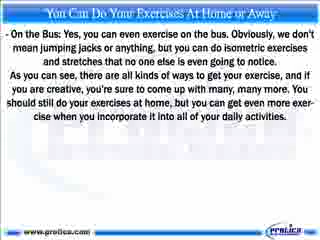 You Can Do Your Exercises At Home or Away
- On the Bus: Yes, you can even exercise on the bus. Obviously, we don't
mean jumping jacks or anything, but you can do isometric exercises
and stretches that no one else is even going to notice.
As you can see, there are all kinds of ways to get your exercise, and if
you are creative, you're sure to come up with many, many more. You
should still do your exercises at home, but you can get even more exer-
cise when you incorporate it into all of your daily activities.
www.prolica.com
prolica